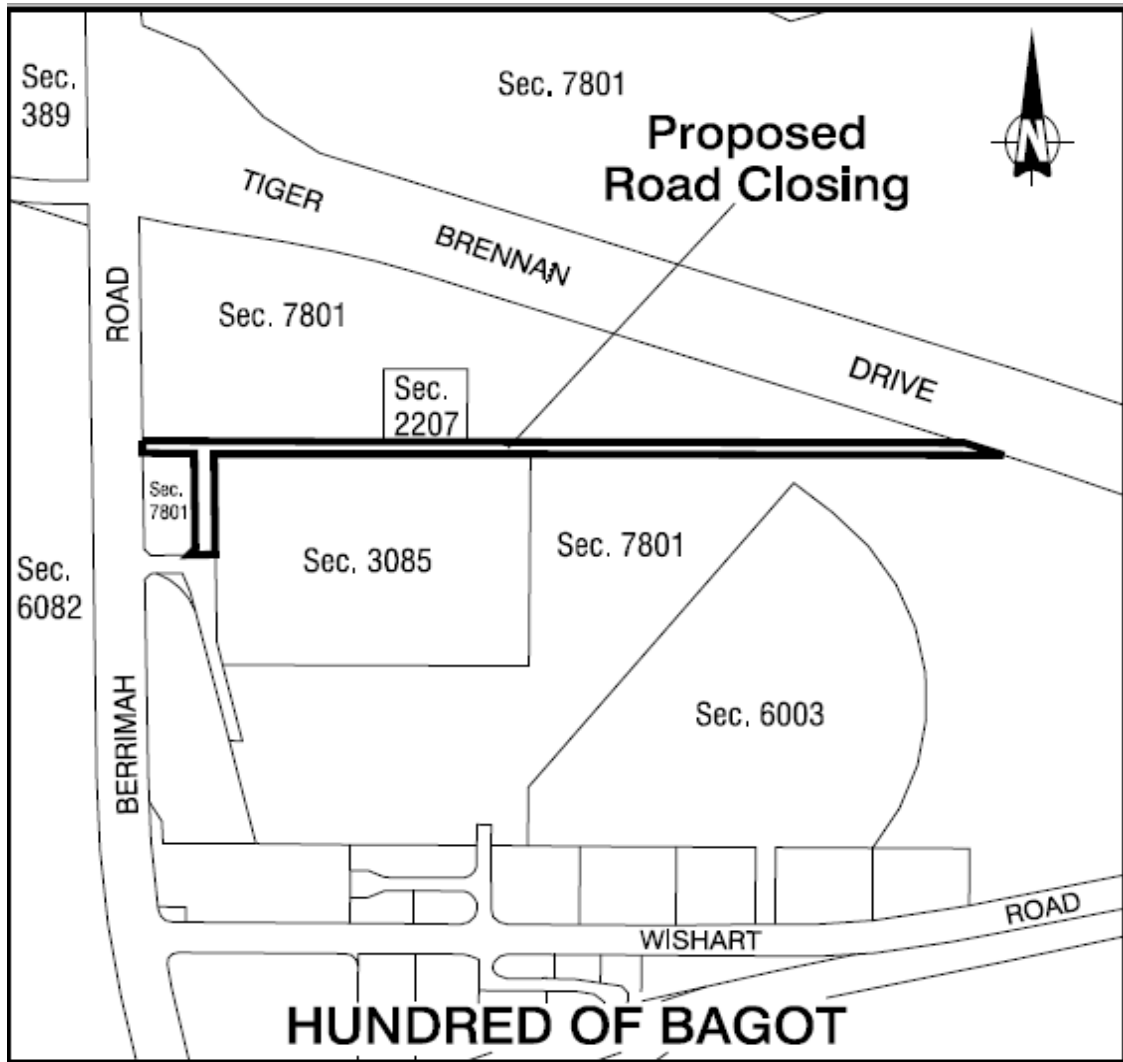 Sec.
389
Sec. 7801
Proposed
Road Closing
N
TIGER
BRENNAN
DRIVE
ROAD
Sec. 7801
Sec.
2207
Sec.
7801
Sec. 3085
Sec. 7801
Sec.
6082
Sec. 6003
BERRIMAH
ROAD
WISHART
HUNDRED OF BAGOT